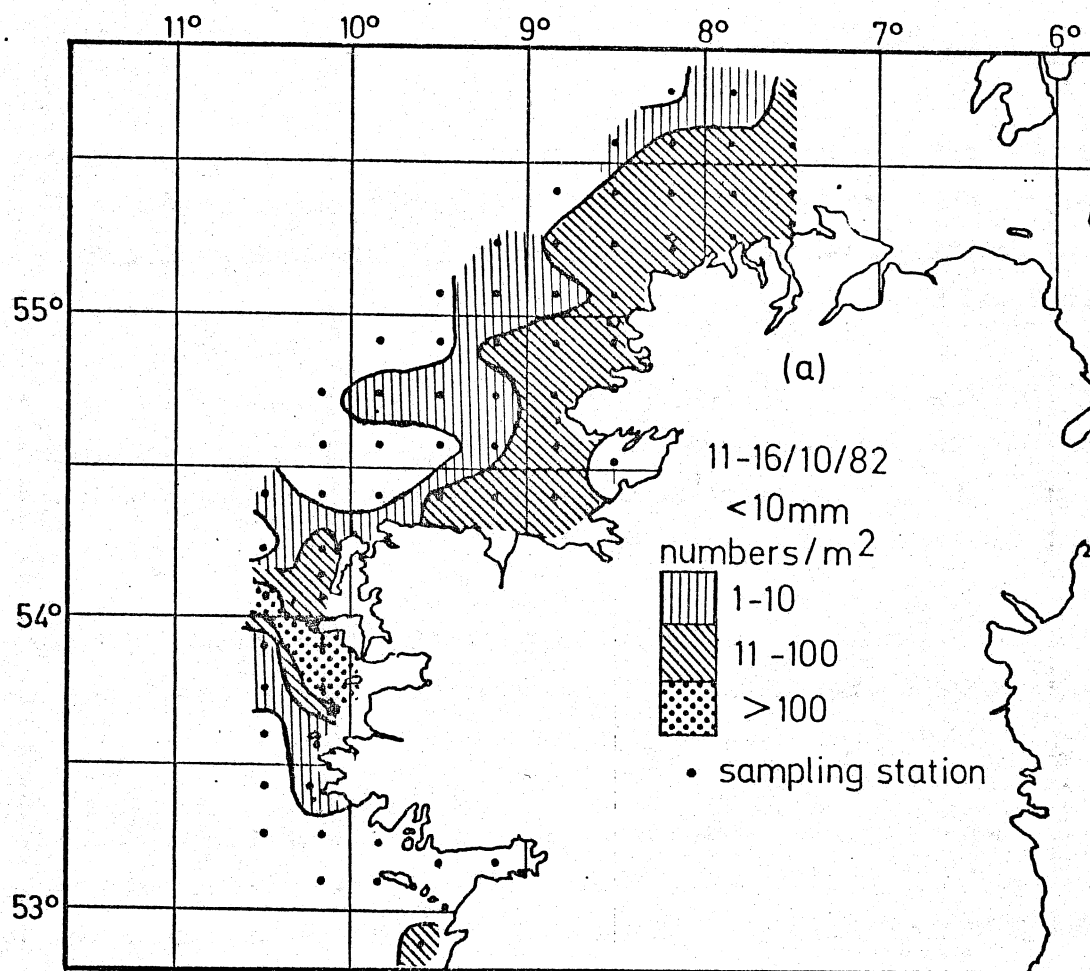 11° 10° 9° 8° 7° 6°
55°
(a)
11-16/10/82
<10mm
numbers/m²
1-10
54°
11-100
>100
• sampling station
53°